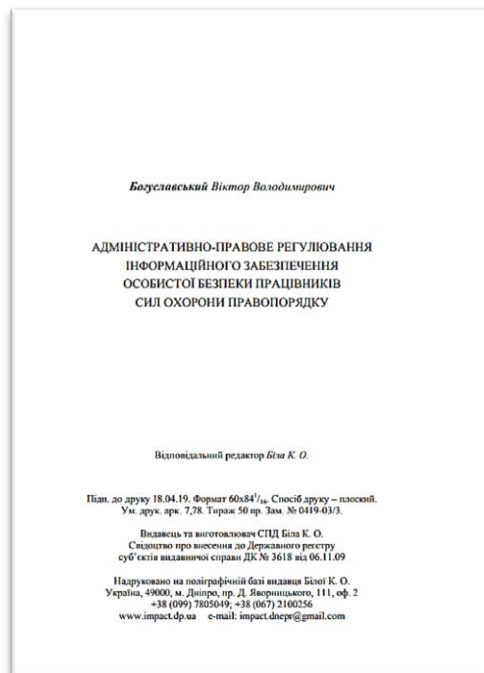 Богуславський Віктор Володимирович
АДМІНІСТРАТИВНО-ПРАВОВЕ РЕГУЛЮВАННЯ
ІНФОРМАЦІЙНОГО ЗАБЕЗПЕЧЕННЯ
ОСОБИСТОЇ БЕЗПЕКИ ПРАЦІВНИКІВ
СИЛ ОХОРОНИ ПРАВОПОРЯДКУ
Відповідальний редактор Біла К. О.
Підп. до друку 18.04.19. Формат 60х84¹/₁₆. Спосіб друку – плоский.
Ум. друк. арк. 7,78. Тираж 50 пр. Зам. № 0419-03/3.
Видавець та виготовлювач СПД Біла К. О.
Свідоцтво про внесення до Державного реєстру
суб’єктів видавничої справи ДК № 3618 від 06.11.09
Надруковано на поліграфічній базі видавця Білої К. О.
Україна, 49000, м. Дніпро, пр. Д. Яворницького, 111, оф. 2
+38 (099) 7805049; +38 (067) 2100256
www.impact.dp.ua e-mail: impact.dnepr@gmail.com